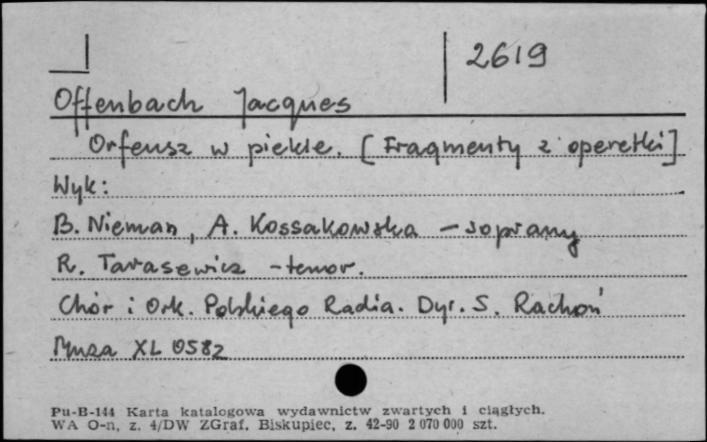 2619
Offenbach Jacques
Orfeusz w piekle. [Fragmenty z operetki]
Wyk:
B. Nieman, A. Kossakowska – soprany
R. Tarasewicz – tenor.
Chór i Ork. Polskiego Radia. Dyr. S. Rachoń
Muza XL 0582
Pu-B-144 Karta katalogowa wydawnictw zwartych i ciągłych.
WA O-n, z. 4/DW ZGraf. Biskupiec, z. 42-90 2 070 000 szt.